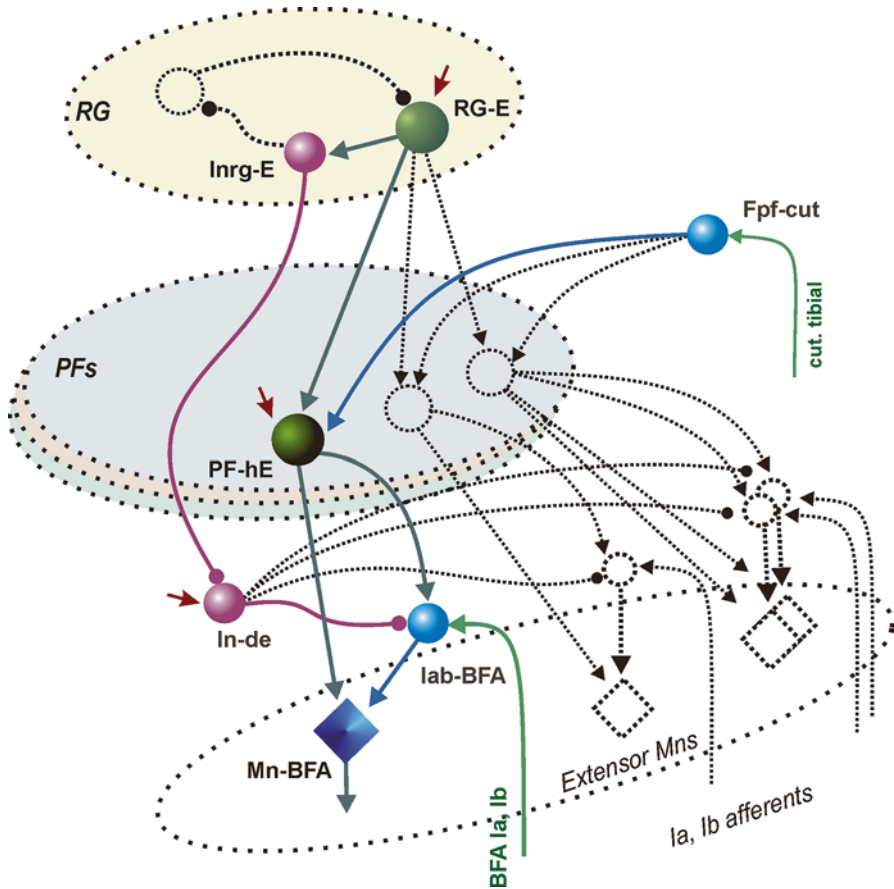 RG
RG-E
Inrg-E
Fpf-cut
cut. tibial
PFs
PF-hE
In-de
Iab-BFA
Mn-BFA
BFA Ia, Ib
Extensor Mns
Ia, Ib afferents